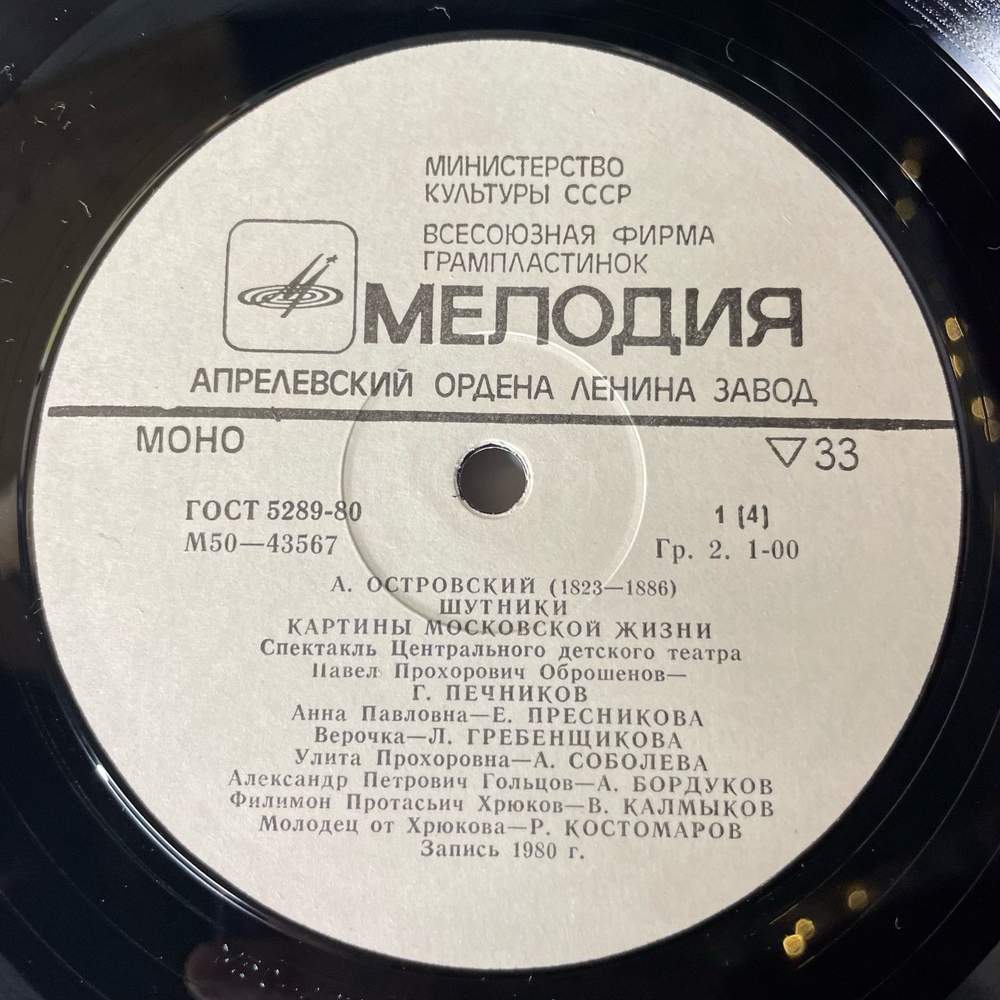 МИНИСТЕРСТВО
КУЛЬТУРЫ СССР
ВСЕСОЮЗНАЯ ФИРМА
ГРАМПЛАСТИНОК
МЕЛОДИЯ
АПРЕЛЕВСКИЙ ОРДЕНА ЛЕНИНА ЗАВОД
МОНО ▽33
ГОСТ 5289-80 1 (4)
М50—43567 Гр. 2. 1-00
А. ОСТРОВСКИЙ (1823—1886)
ШУТНИКИ
КАРТИНЫ МОСКОВСКОЙ ЖИЗНИ
Спектакль Центрального детского театра
Павел Прохорович Оброшенов—
Г. ПЕЧНИКОВ
Анна Павловна—Е. ПРЕСНИКОВА
Верочка—Л. ГРЕБЕНЩИКОВА
Улита Прохоровна—А. СОБОЛЕВА
Александр Петрович Гольцов—А. БОРДУКОВ
Филимон Протасьич Хрюков—В. КАЛМЫКОВ
Молодец от Хрюкова—Р. КОСТОМАРОВ
Запись 1980 г.